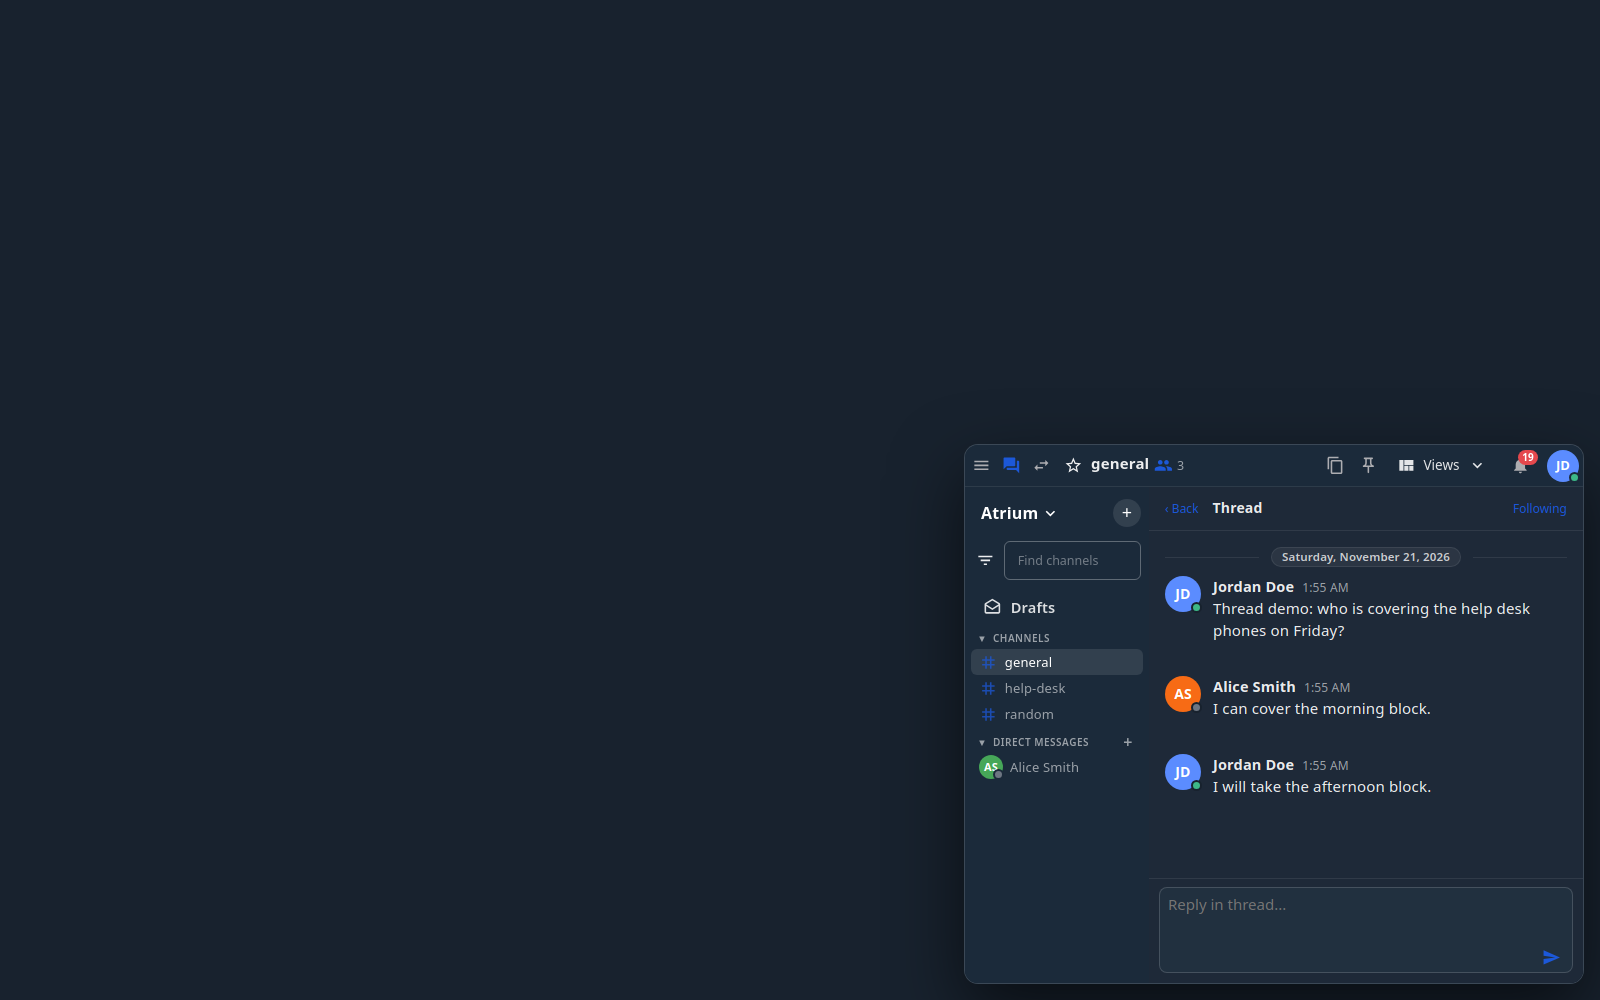 general 3
Views
19
JD
Atrium
+
Find channels
Drafts
▼ CHANNELS
general
help-desk
random
▼ DIRECT MESSAGES +
AS Alice Smith
‹ Back Thread Following
Saturday, November 21, 2026
JD Jordan Doe 1:55 AM
Thread demo: who is covering the help desk
phones on Friday?
AS Alice Smith 1:55 AM
I can cover the morning block.
JD Jordan Doe 1:55 AM
I will take the afternoon block.
Reply in thread...